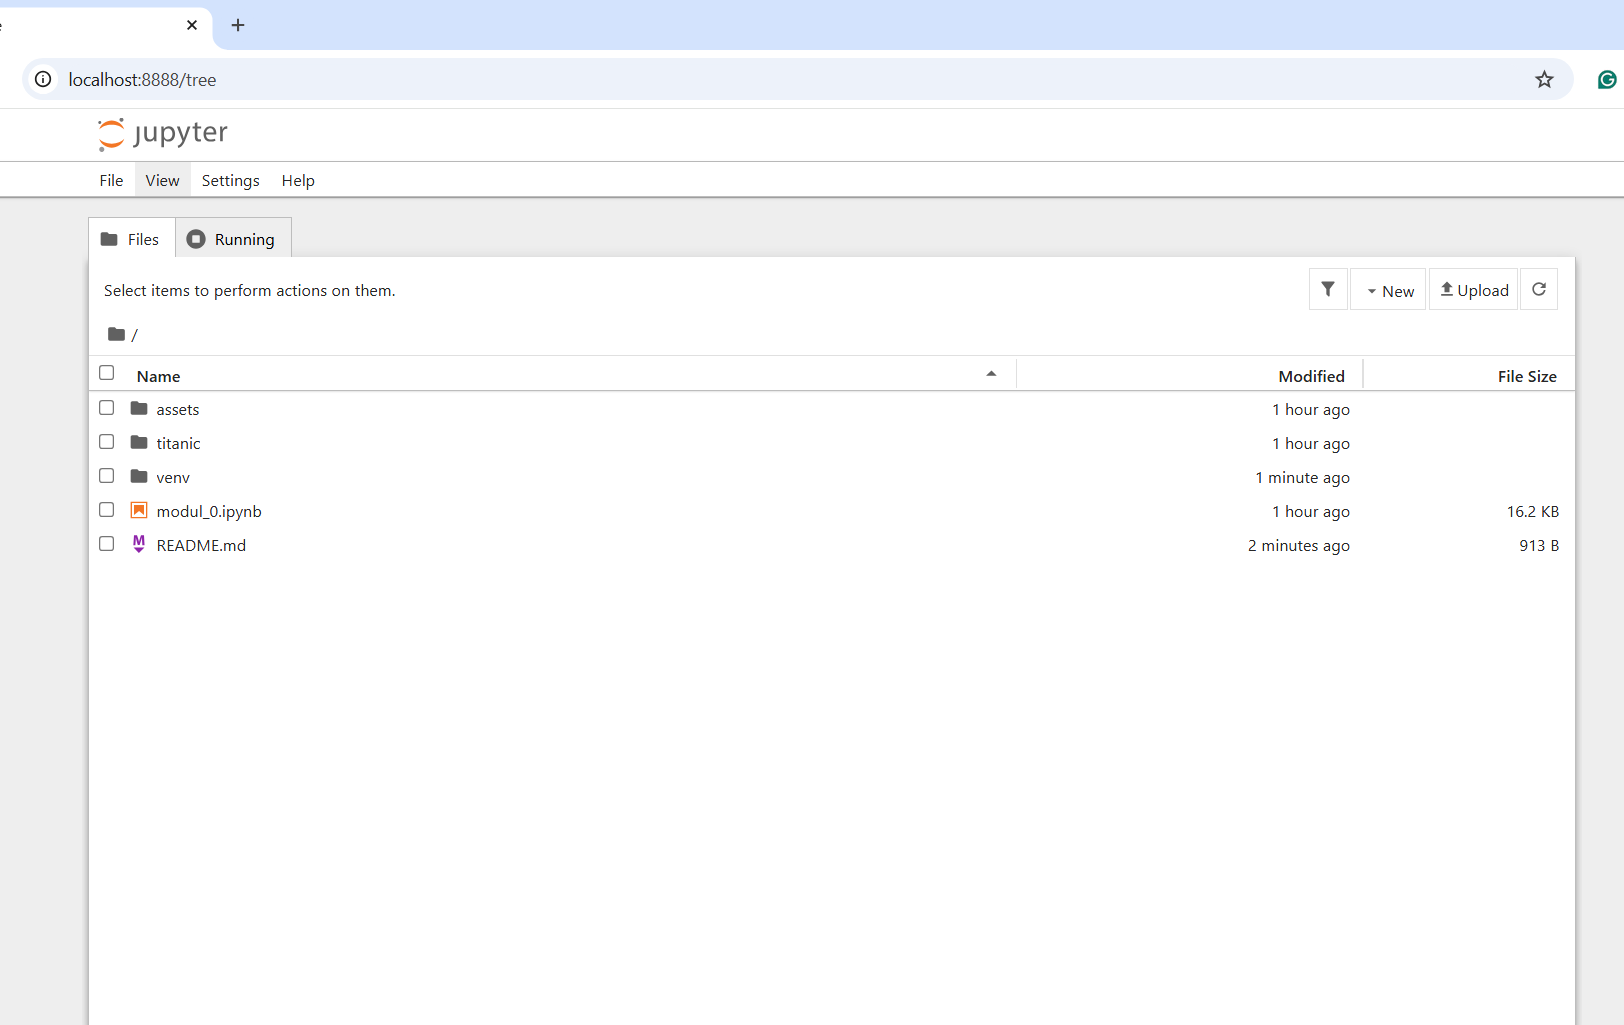 localhost:8888/tree
jupyter
File View Settings Help
Files Running
Select items to perform actions on them.
New Upload
/
Name Modified File Size
assets 1 hour ago
titanic 1 hour ago
venv 1 minute ago
modul_0.ipynb 1 hour ago 16.2 KB
README.md 2 minutes ago 913 B